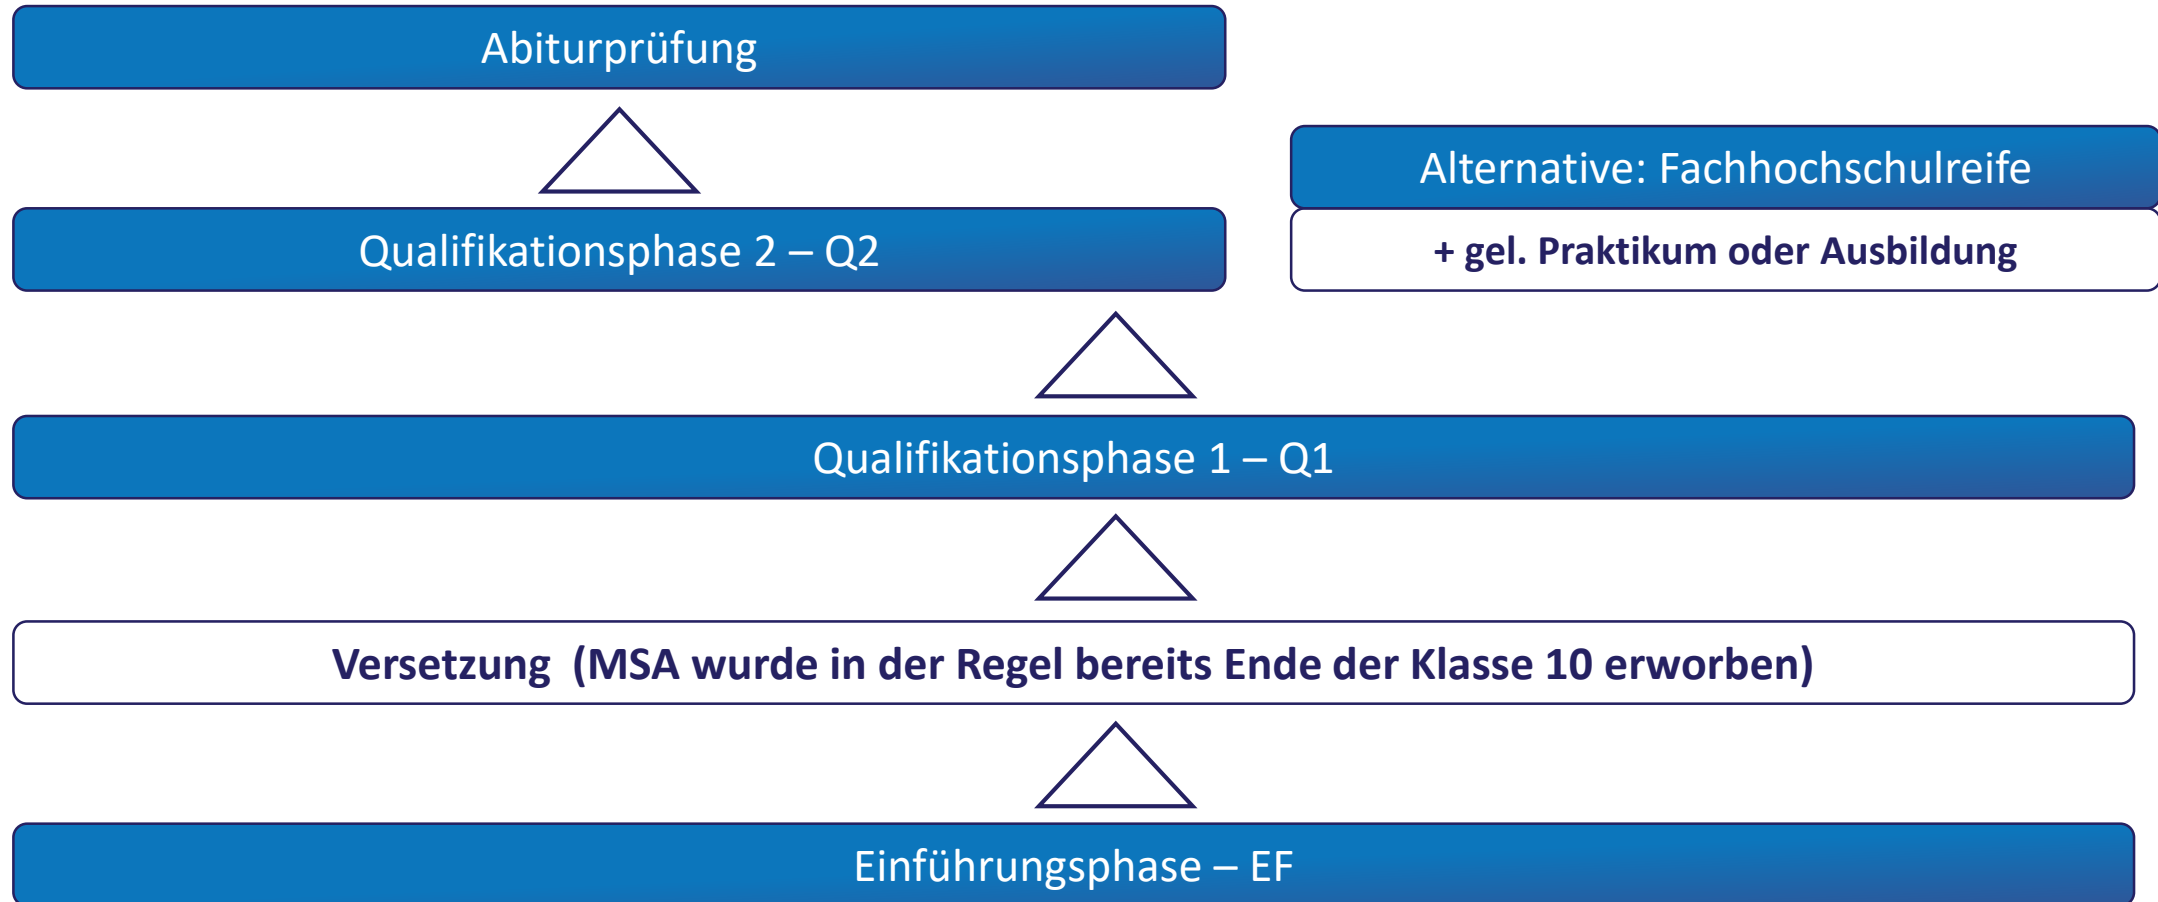 Abiturprüfung
Alternative: Fachhochschulreife
Qualifikationsphase 2 – Q2
+ gel. Praktikum oder Ausbildung
Qualifikationsphase 1 – Q1
Versetzung (MSA wurde in der Regel bereits Ende der Klasse 10 erworben)
Einführungsphase – EF